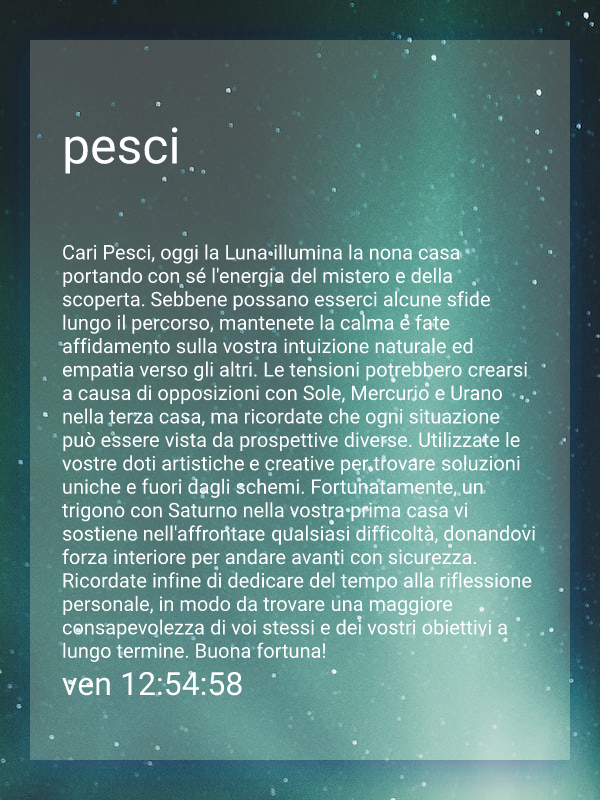 pesci
Cari Pesci, oggi la Luna illumina la nona casa
portando con sé l'energia del mistero e della
scoperta. Sebbene possano esserci alcune sfide
lungo il percorso, mantenete la calma e fate
affidamento sulla vostra intuizione naturale ed
empatia verso gli altri. Le tensioni potrebbero crearsi
a causa di opposizioni con Sole, Mercurio e Urano
nella terza casa, ma ricordate che ogni situazione
può essere vista da prospettive diverse. Utilizzate le
vostre doti artistiche e creative per trovare soluzioni
uniche e fuori dagli schemi. Fortunatamente, un
trigono con Saturno nella vostra prima casa vi
sostiene nell'affrontare qualsiasi difficoltà, donandovi
forza interiore per andare avanti con sicurezza.
Ricordate infine di dedicare del tempo alla riflessione
personale, in modo da trovare una maggiore
consapevolezza di voi stessi e dei vostri obiettivi a
lungo termine. Buona fortuna!
ven 12:54:58